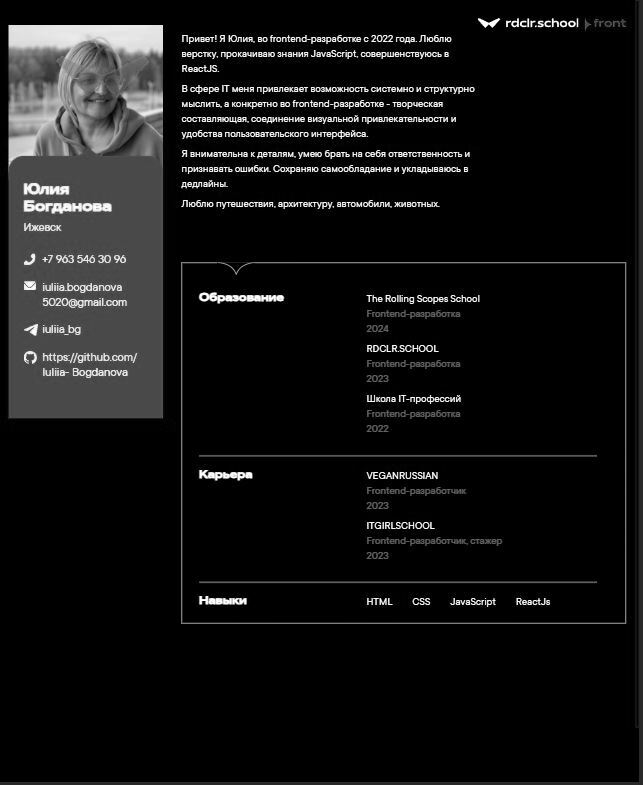 rdclr.school front
Привет! Я Юлия, во frontend-разработке с 2022 года. Люблю
верстку, прокачиваю знания JavaScript, совершенствуюсь в
ReactJS.
В сфере IT меня привлекает возможность системно и структурно
мыслить, а конкретно во frontend-разработке - творческая
составляющая, соединение визуальной привлекательности и
удобства пользовательского интерфейса.
Я внимательна к деталям, умею брать на себя ответственность и
признавать ошибки. Сохраняю самообладание и укладываюсь в
дедлайны.
Люблю путешествия, архитектуру, автомобили, животных.
Юлия
Богданова
Ижевск
+7 963 546 30 96
iuliia.bogdanova
5020@gmail.com
iuliia_bg
https://github.com/
Iuliia- Bogdanova
Образование
The Rolling Scopes School
Frontend-разработка
2024
RDCLR.SCHOOL
Frontend-разработка
2023
Школа IT-профессий
Frontend-разработка
2022
Карьера
VEGANRUSSIAN
Frontend-разработчик
2023
ITGIRLSCHOOL
Frontend-разработчик, стажер
2023
Навыки
HTML CSS JavaScript ReactJs